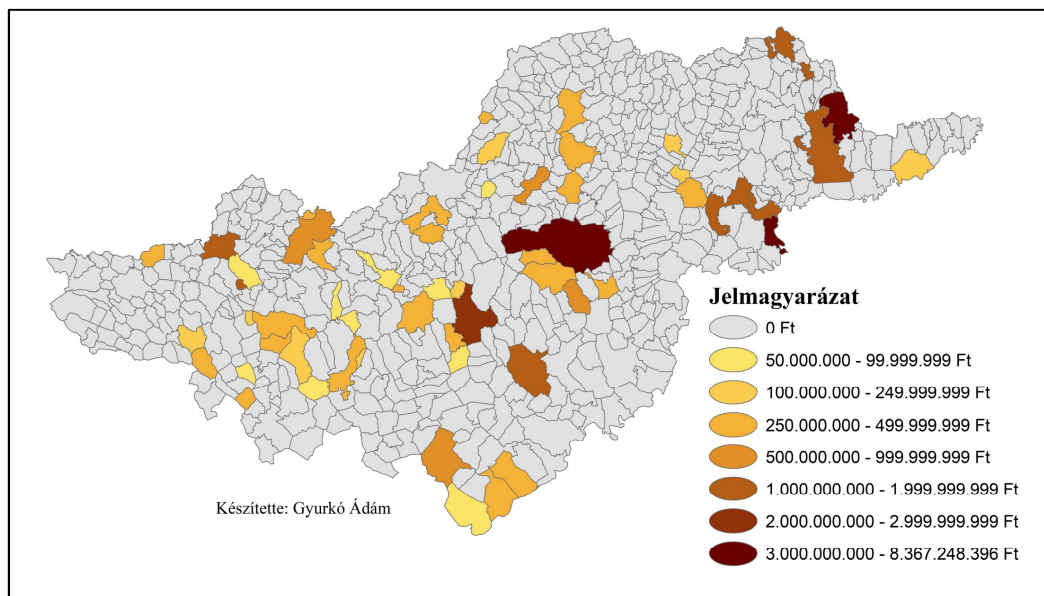 Jelmagyarázat
0 Ft
50.000.000 - 99.999.999 Ft
100.000.000 - 249.999.999 Ft
250.000.000 - 499.999.999 Ft
500.000.000 - 999.999.999 Ft
1.000.000.000 - 1.999.999.999 Ft
2.000.000.000 - 2.999.999.999 Ft
3.000.000.000 - 8.367.248.396 Ft
Készítette: Gyurkó Ádám